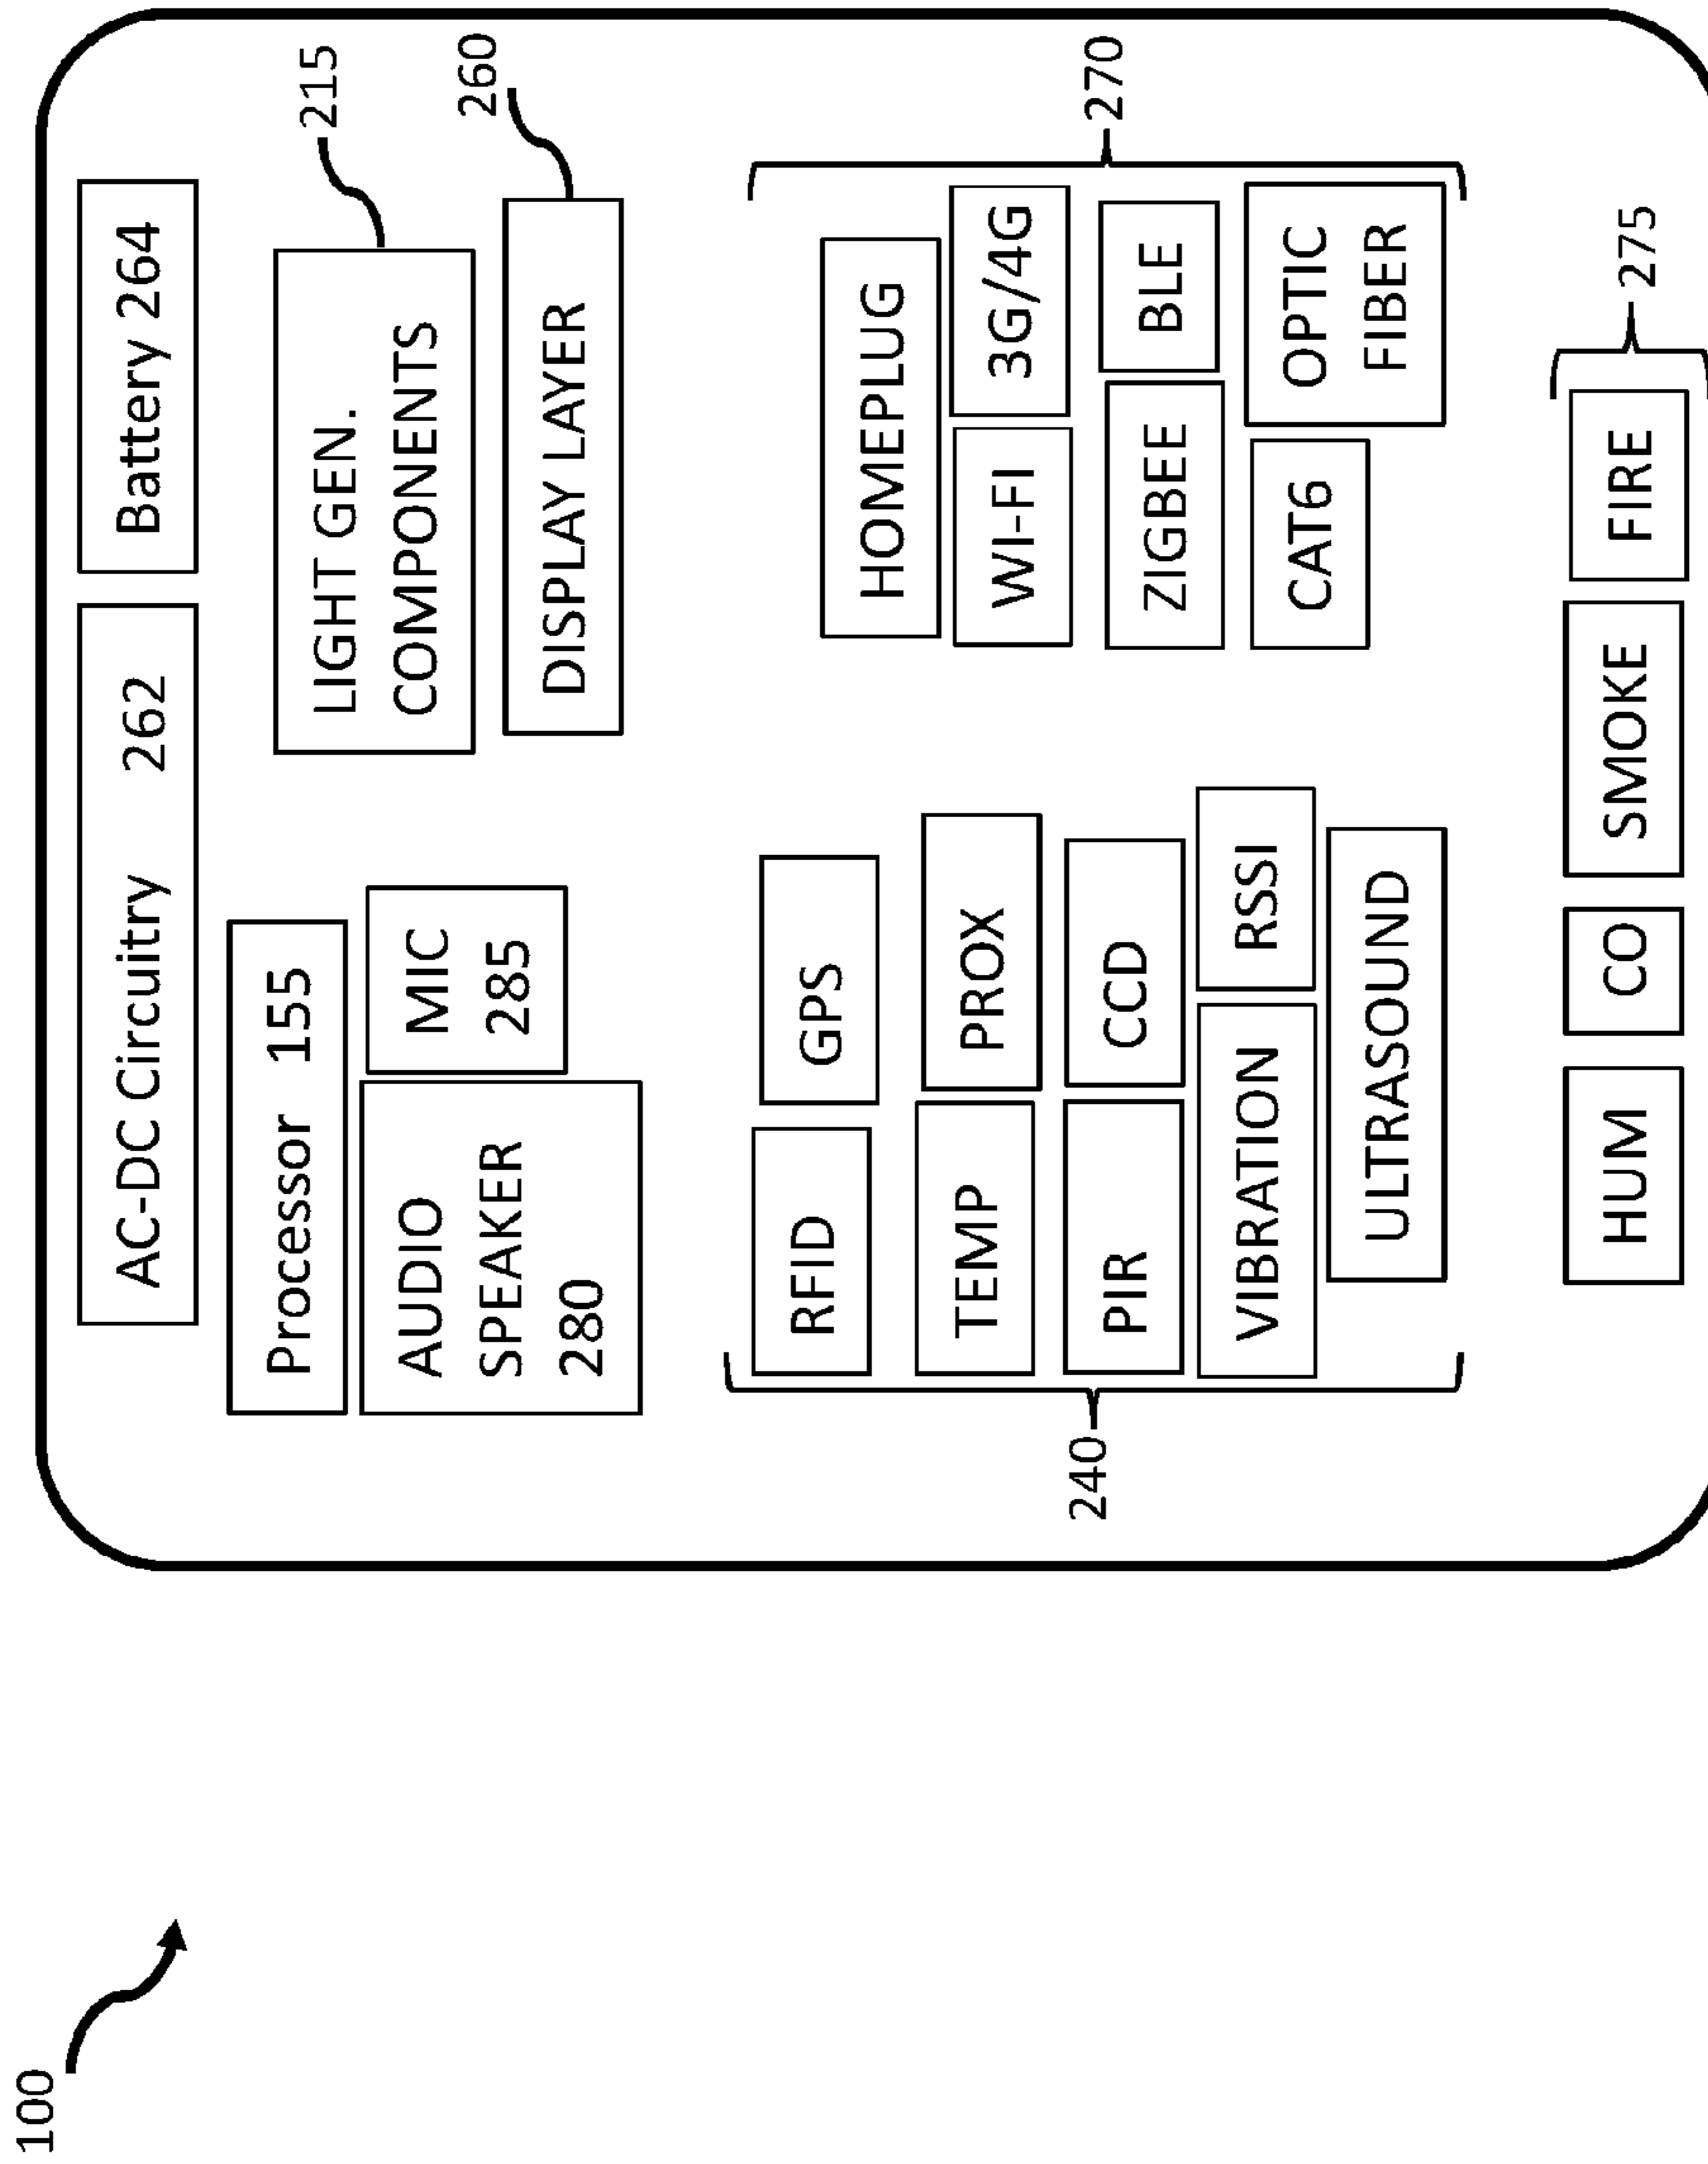 100
AC-DC Circuitry 262
Battery 264
Processor 155
LIGHT GEN.
COMPONENTS
215
AUDIO
SPEAKER
280
MIC
285
DISPLAY LAYER
260
240
RFID
GPS
TEMP
PROX
PIR
CCD
VIBRATION
RSSI
ULTRASOUND
HOMEPLUG
WI-FI
3G/4G
ZIGBEE
BLE
CAT6
OPTIC
FIBER
270
HUM
CO
SMOKE
FIRE
275